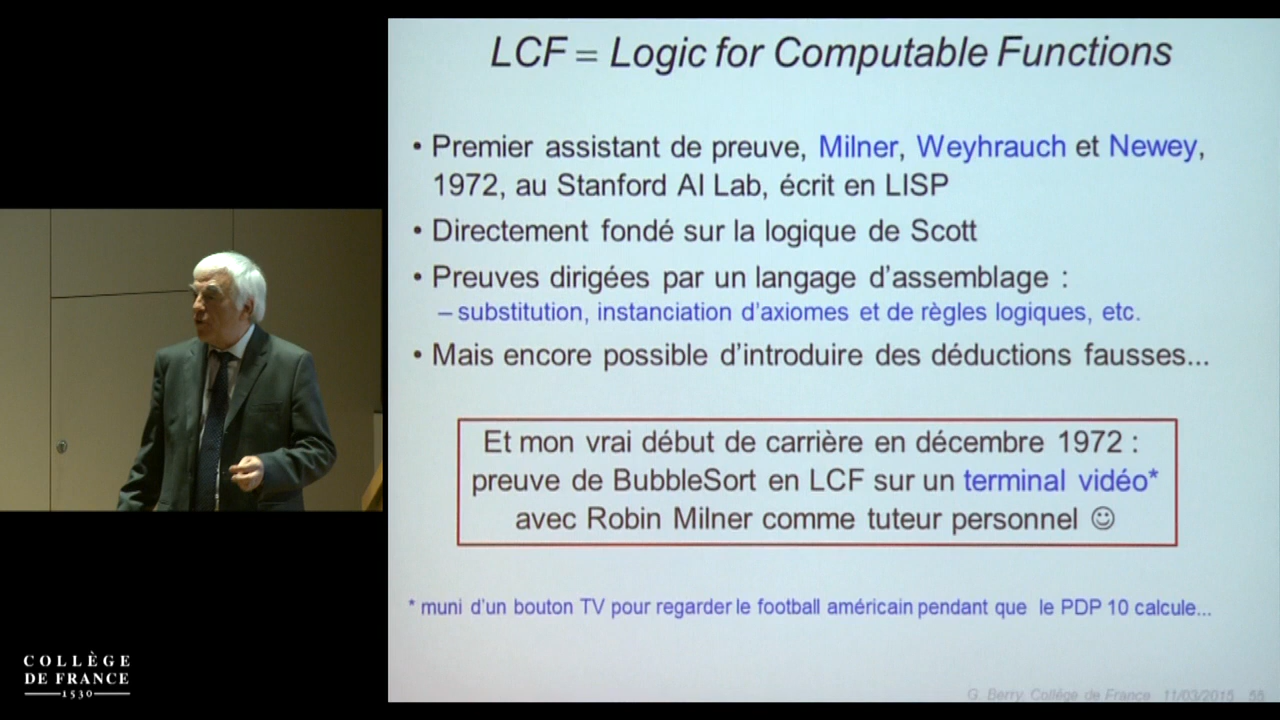 LCF = Logic for Computable Functions
• Premier assistant de preuve, Milner, Weyhrauch et Newey,
1972, au Stanford AI Lab, écrit en LISP
• Directement fondé sur la logique de Scott
• Preuves dirigées par un langage d'assemblage :
– substitution, instanciation d'axiomes et de règles logiques, etc.
• Mais encore possible d'introduire des déductions fausses...
Et mon vrai début de carrière en décembre 1972 :
preuve de BubbleSort en LCF sur un terminal vidéo*
avec Robin Milner comme tuteur personnel ☺
* muni d'un bouton TV pour regarder le football américain pendant que le PDP 10 calcule...
COLLÈGE
DE FRANCE
1530
G. Berry, Collège de France 11/03/2015 56